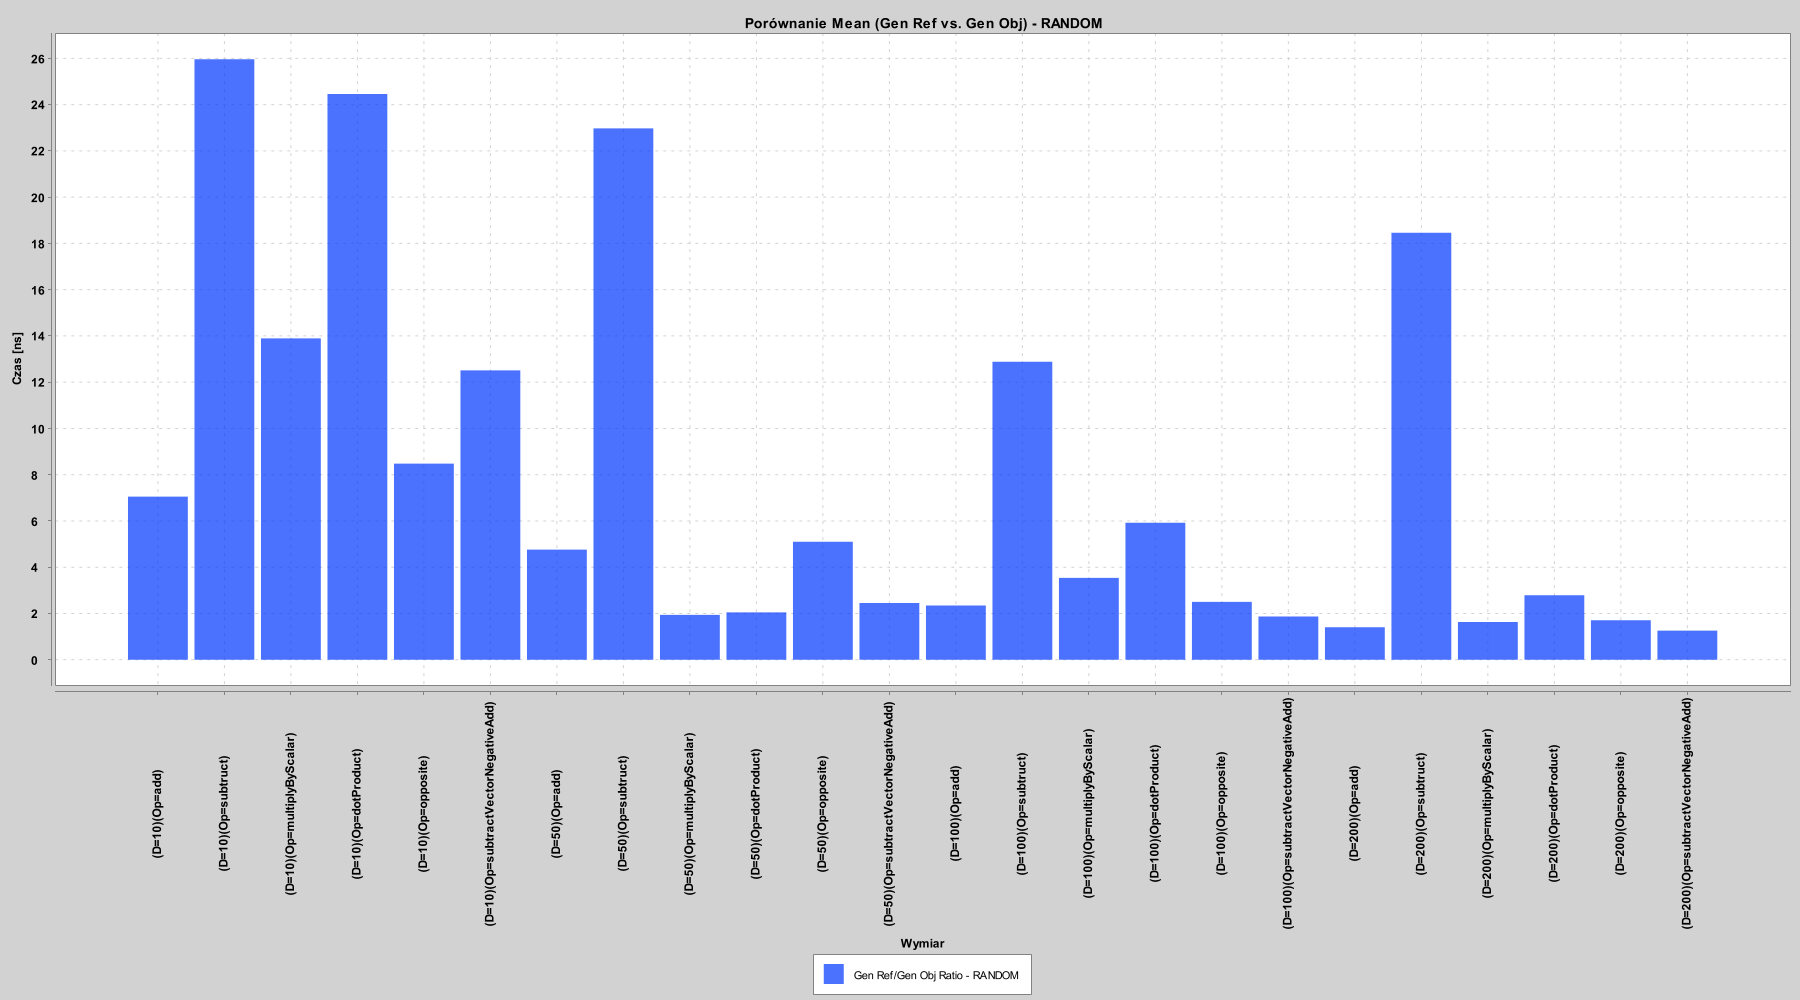 Porównanie Mean (Gen Ref vs. Gen Obj) - RANDOM
Czas [ns]
26
24
22
20
18
16
14
12
10
8
6
4
2
0
(D=10)(Op=add)
(D=10)(Op=subtruct)
(D=10)(Op=multiplyByScalar)
(D=10)(Op=dotProduct)
(D=10)(Op=opposite)
(D=10)(Op=subtractVectorNegativeAdd)
(D=50)(Op=add)
(D=50)(Op=subtruct)
(D=50)(Op=multiplyByScalar)
(D=50)(Op=dotProduct)
(D=50)(Op=opposite)
(D=50)(Op=subtractVectorNegativeAdd)
(D=100)(Op=add)
(D=100)(Op=subtruct)
(D=100)(Op=multiplyByScalar)
(D=100)(Op=dotProduct)
(D=100)(Op=opposite)
(D=100)(Op=subtractVectorNegativeAdd)
(D=200)(Op=add)
(D=200)(Op=subtruct)
(D=200)(Op=multiplyByScalar)
(D=200)(Op=dotProduct)
(D=200)(Op=opposite)
(D=200)(Op=subtractVectorNegativeAdd)
Wymiar
Gen Ref/Gen Obj Ratio - RANDOM